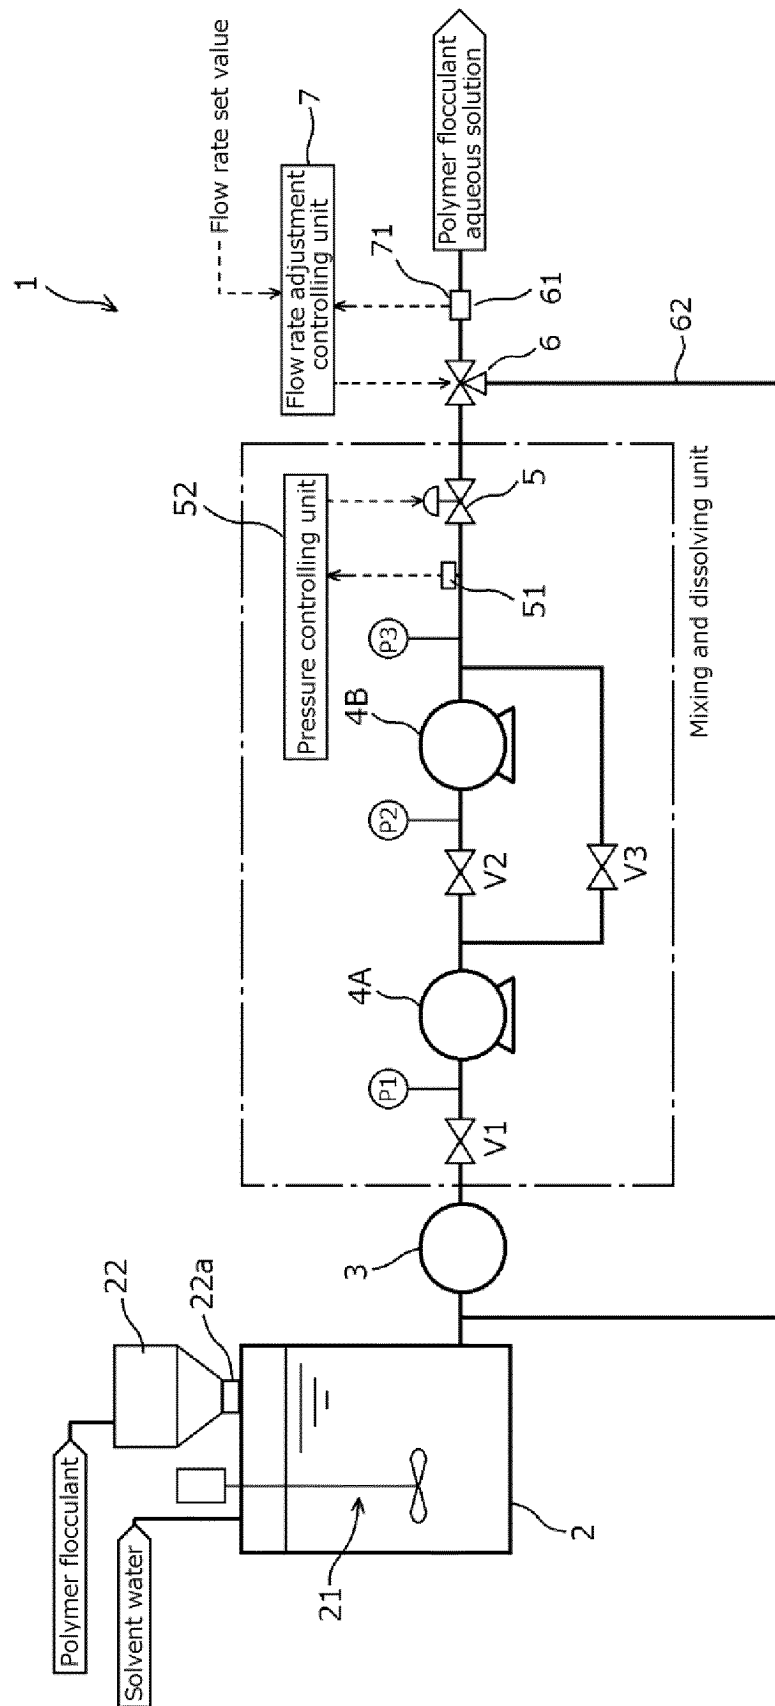 1
Polymer flocculant
22
22a
Solvent water
21
2
3
V1
P1
4A
V2
P2
4B
P3
V3
51
5
52
Pressure controlling unit
Mixing and dissolving unit
6
62
61
71
Flow rate adjustment
controlling unit
7
Flow rate set value
Polymer flocculant
aqueous solution